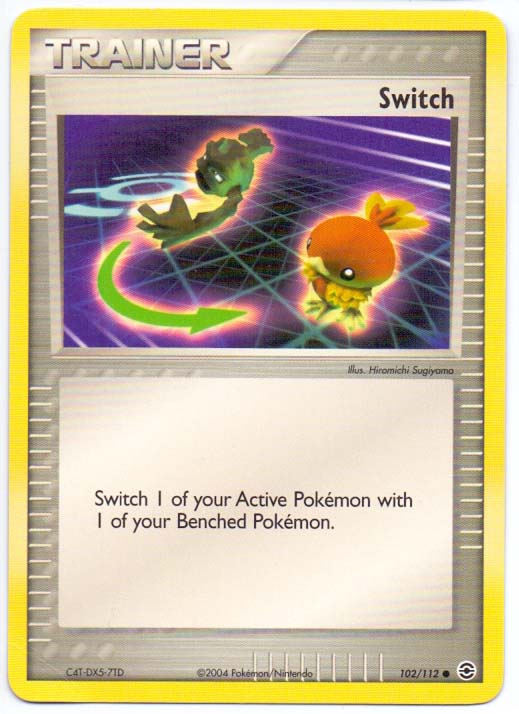 TRAINER
Switch
Illus. Hiromichi Sugiyama
Switch 1 of your Active Pokémon with
1 of your Benched Pokémon.
C4T-DX5-7TD
©2004 Pokémon/Nintendo
102/112 ●